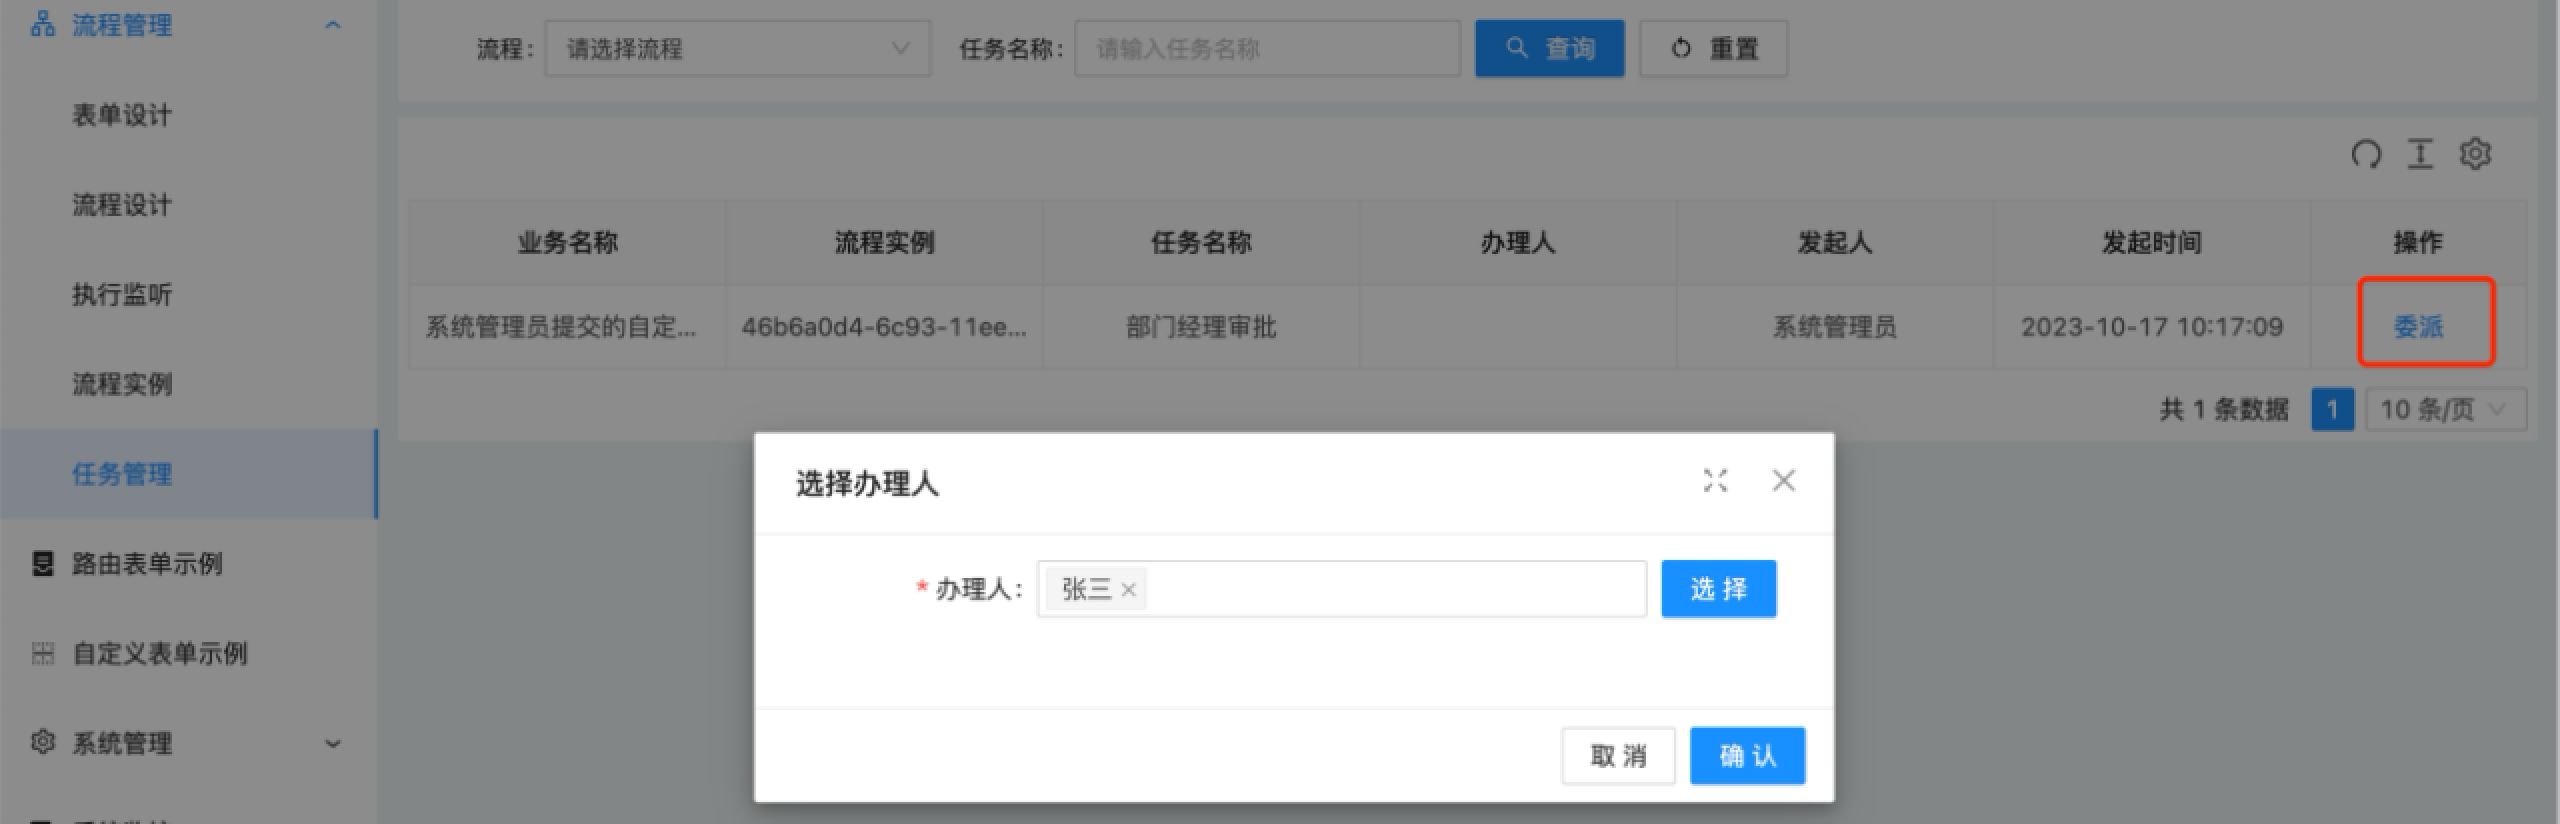 流程管理
表单设计
流程设计
执行监听
流程实例
任务管理
路由表单示例
自定义表单示例
系统管理
流程: 请选择流程 任务名称: 请输入任务名称 查询 重置
业务名称 流程实例 任务名称 办理人 发起人 发起时间 操作
系统管理员提交的自定... 46b6a0d4-6c93-11ee... 部门经理审批 系统管理员 2023-10-17 10:17:09 委派
共 1 条数据 1 10 条/页
选择办理人
* 办理人: 张三 × 选 择
取 消 确 认